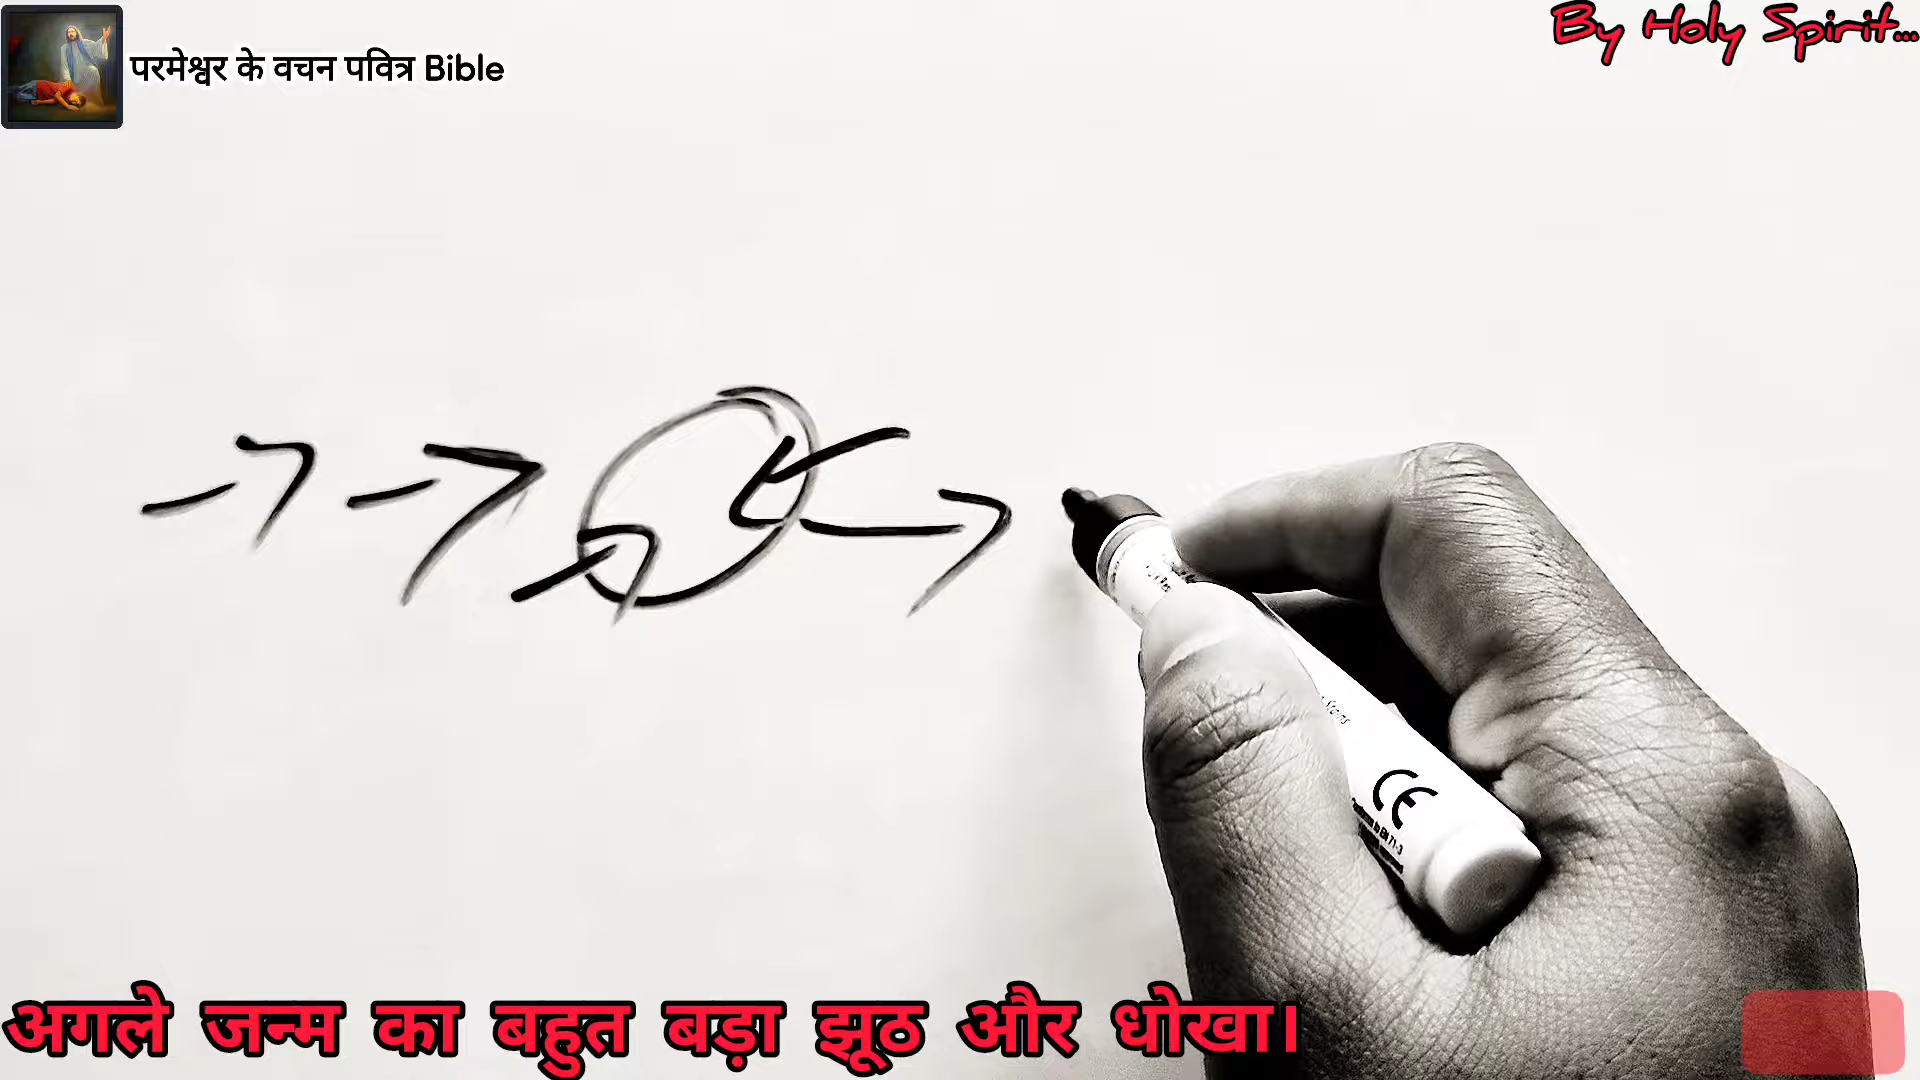 परमेश्वर के वचन पवित्र Bible
By Holy Spirit...
CE
अगले जन्म का बहुत बड़ा झूठ और धोखा।